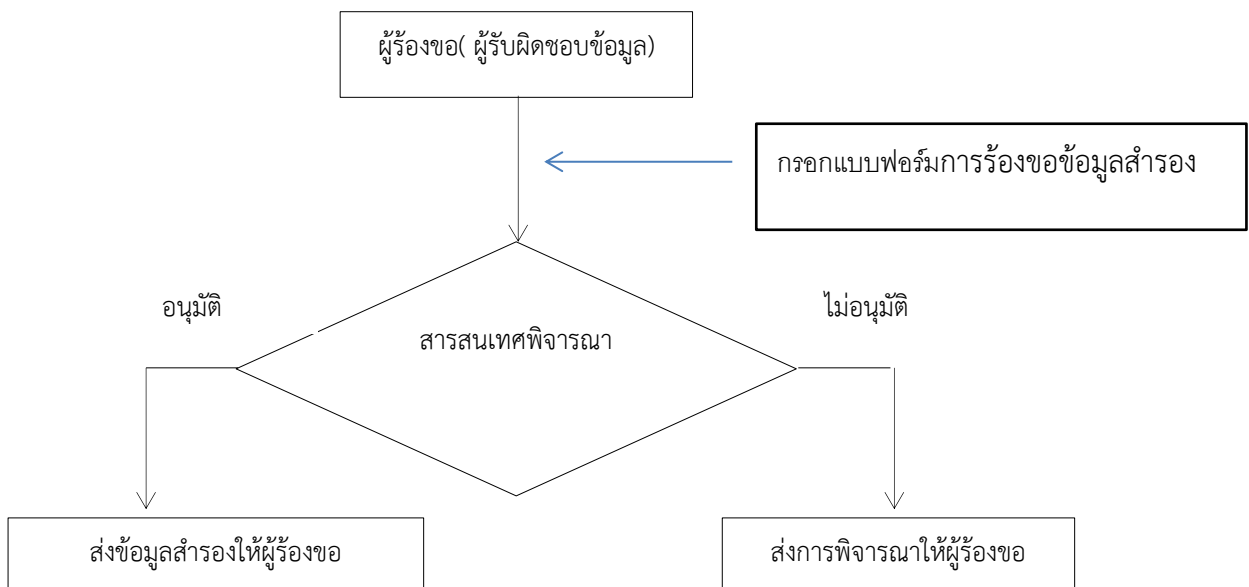 ผู้ร้องขอ( ผู้รับผิดชอบข้อมูล)
กรอกแบบฟอร์มการร้องขอข้อมูลสำรอง
อนุมัติ
ไม่อนุมัติ
สารสนเทศพิจารณา
ส่งข้อมูลสำรองให้ผู้ร้องขอ
ส่งการพิจารณาให้ผู้ร้องขอ